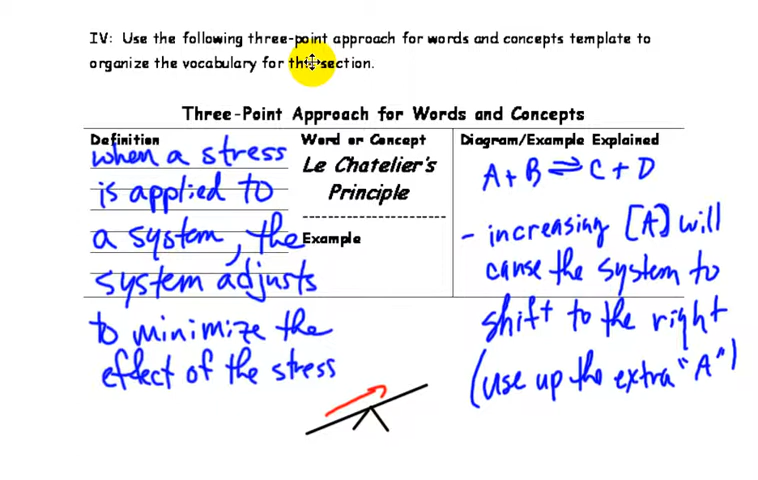 IV: Use the following three-point approach for words and concepts template to
organize the vocabulary for this section.
Three-Point Approach for Words and Concepts
Definition
when a stress
is applied to
a system, the
system adjusts
to minimize the
effect of the stress
Word or Concept
Le Chatelier's
Principle
Example
Diagram/Example Explained
A + B ⇌ C + D
- increasing [A] will
cause the system to
shift to the right
(use up the extra "A")